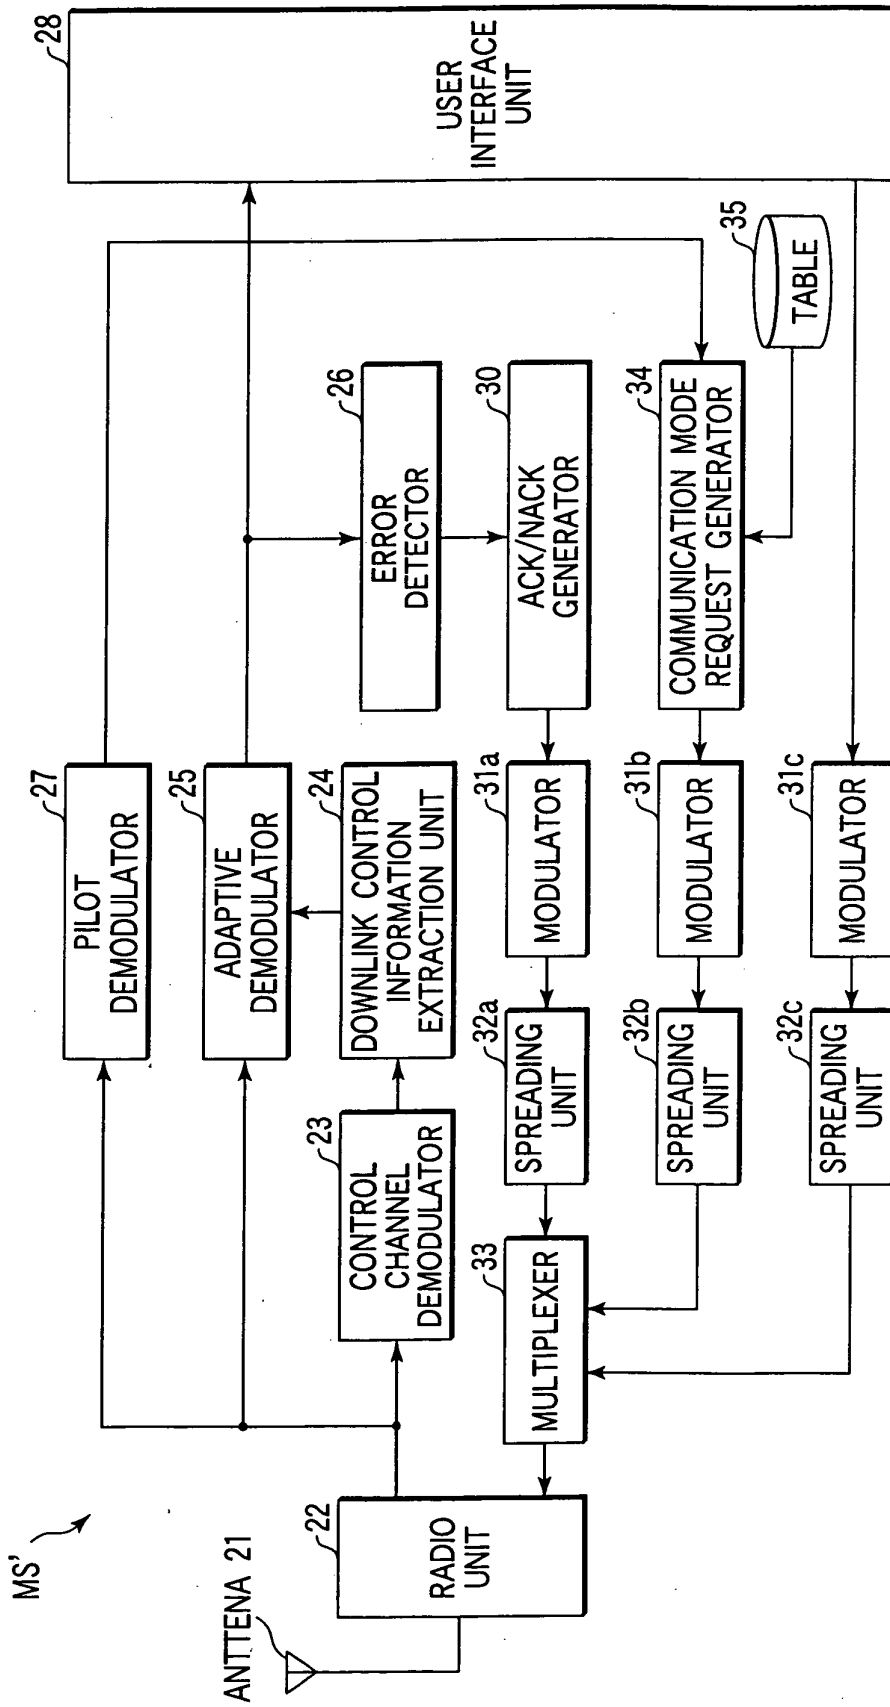 MS'
ANTTENA 21
22
RADIO
UNIT
27
PILOT
DEMODULATOR
25
ADAPTIVE
DEMODULATOR
23
CONTROL
CHANNEL
DEMODULATOR
24
DOWNLINK CONTROL
INFORMATION
EXTRACTION UNIT
26
ERROR
DETECTOR
28
USER
INTERFACE
UNIT
33
MULTIPLEXER
32a
SPREADING
UNIT
31a
MODULATOR
30
ACK/NACK
GENERATOR
32b
SPREADING
UNIT
31b
MODULATOR
34
COMMUNICATION MODE
REQUEST GENERATOR
35
TABLE
32c
SPREADING
UNIT
31c
MODULATOR